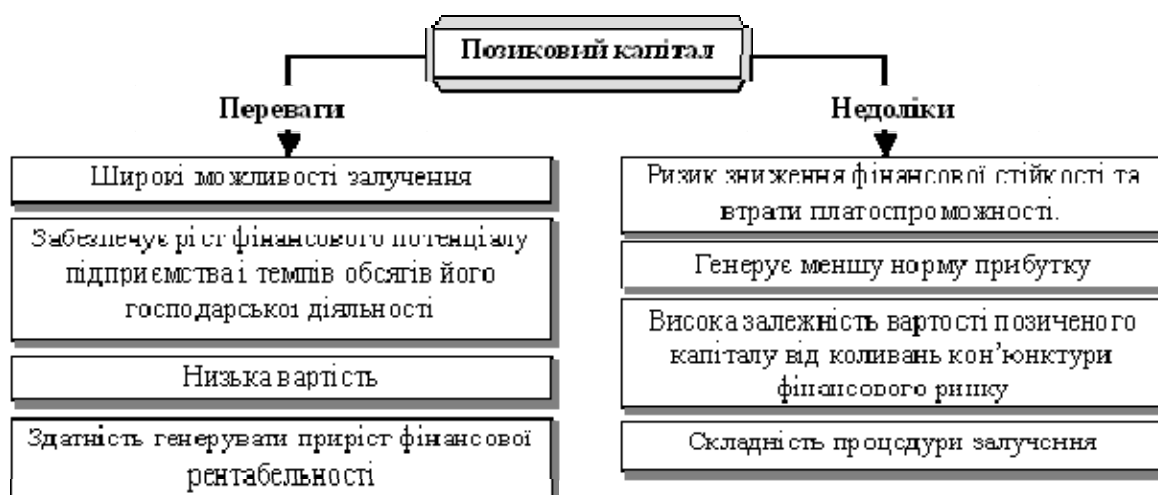 Позиковий капітал
Переваги
Широкі можливості залучення
Забезпечує ріст фінансового потенціалу
підприємства і темпів обсягів його
господарської діяльності
Низька вартість
Здатність генерувати приріст фінансової
рентабельності
Недоліки
Ризик зниження фінансової стійкості та
втрати платоспроможності.
Генерує меншу норму прибутку
Висока залежність вартості позиченого
капіталу від коливань кон’юнктури
фінансового ринку
Складність процедури залучення